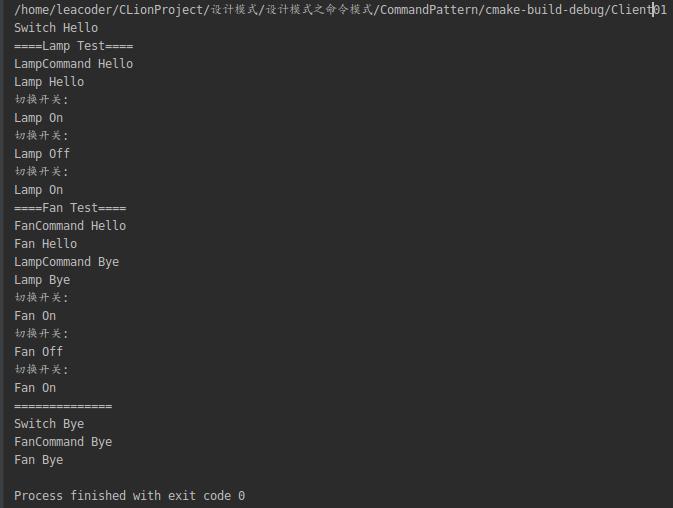 /home/leacoder/CLionProject/设计模式/设计模式之命令模式/CommandPattern/cmake-build-debug/Client01
Switch Hello
====Lamp Test====
LampCommand Hello
Lamp Hello
切换开关:
Lamp On
切换开关:
Lamp Off
切换开关:
Lamp On
====Fan Test====
FanCommand Hello
Fan Hello
LampCommand Bye
Lamp Bye
切换开关:
Fan On
切换开关:
Fan Off
切换开关:
Fan On
==============
Switch Bye
FanCommand Bye
Fan Bye
Process finished with exit code 0